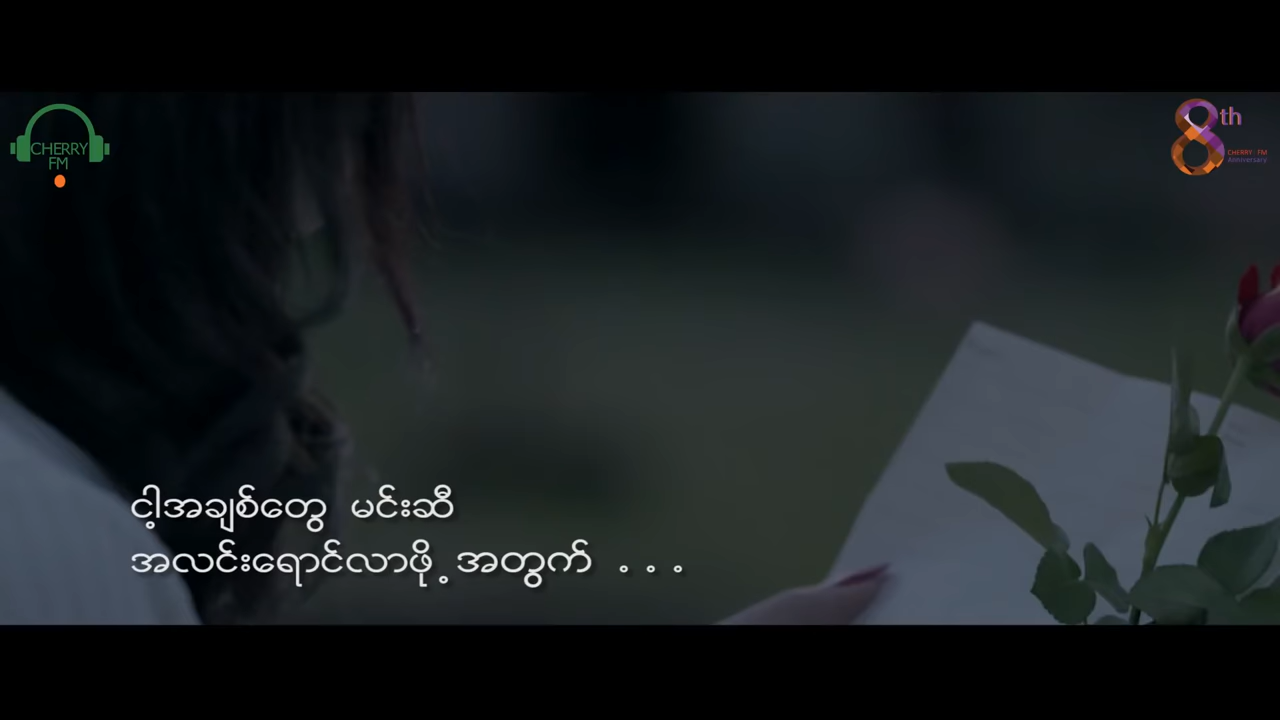 CHERRY
FM
8th
CHERRY FM
Anniversary
ငါ့အချစ်တွေ မင်းဆီ
အလင်းရောင်လာဖို့ အတွက် . . .